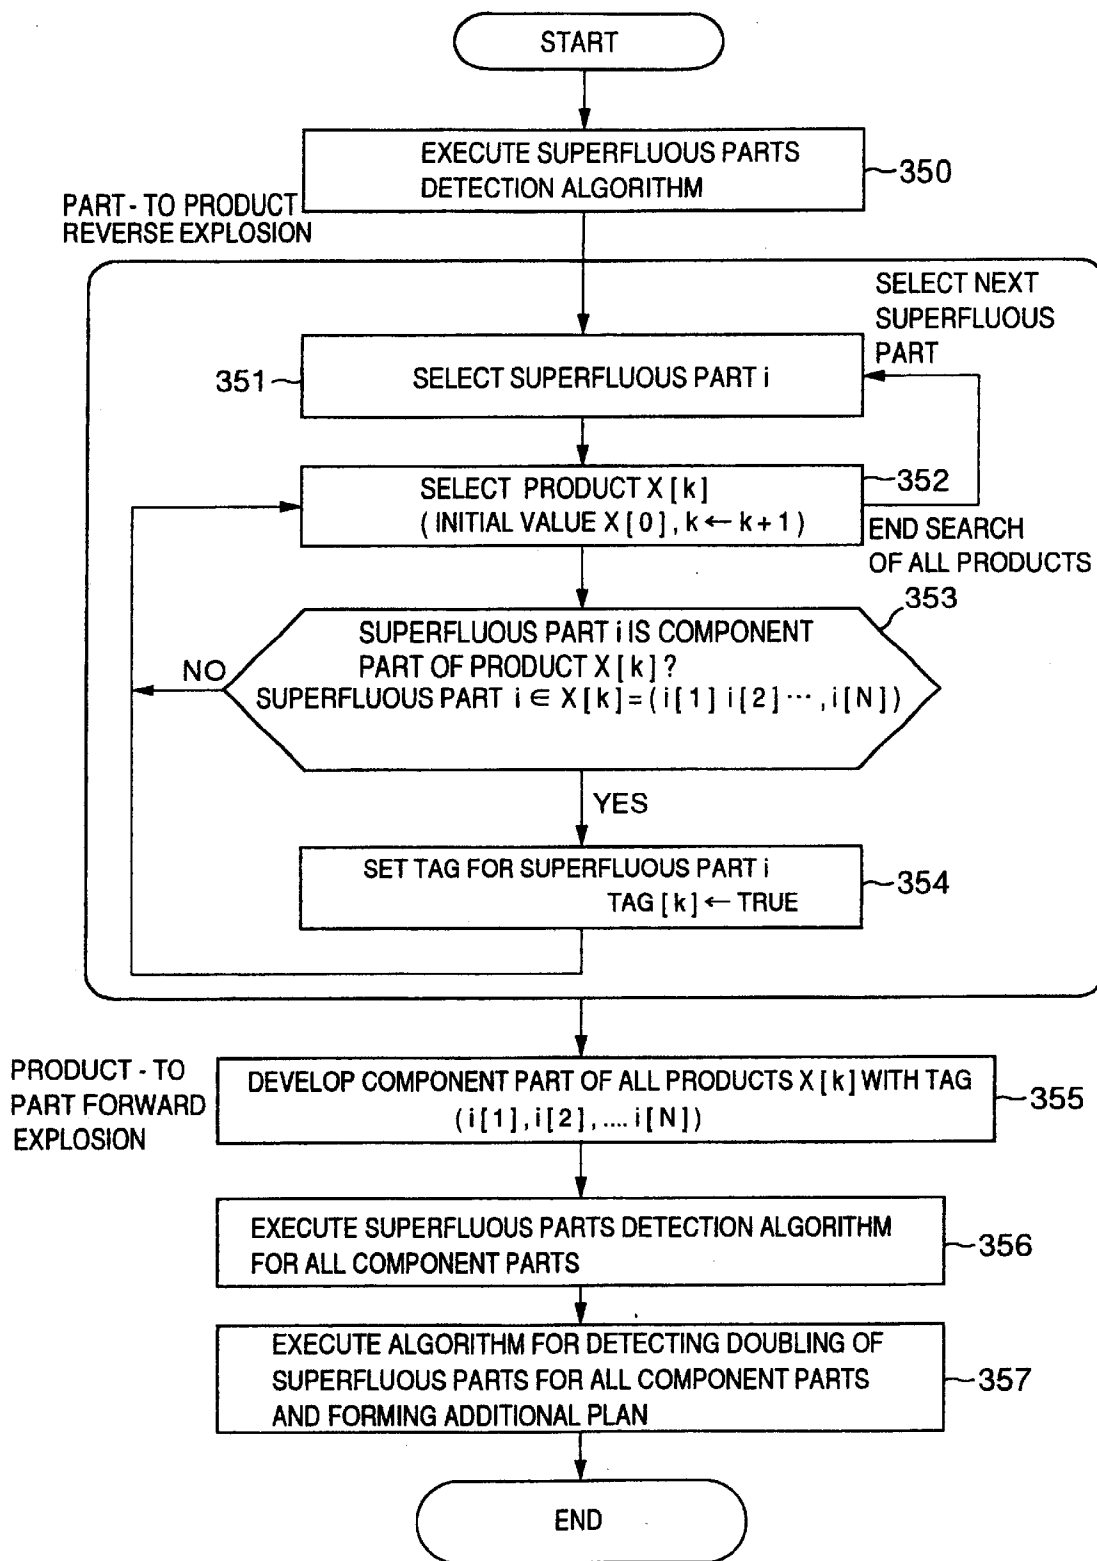 START
EXECUTE SUPERFLUOUS PARTS
DETECTION ALGORITHM
350
PART - TO PRODUCT
REVERSE EXPLOSION
SELECT NEXT
SUPERFLUOUS
PART
351
SELECT SUPERFLUOUS PART i
352
SELECT PRODUCT X [ k ]
( INITIAL VALUE X [ 0 ] , k ← k + 1 )
END SEARCH
OF ALL PRODUCTS
353
SUPERFLUOUS PART i IS COMPONENT
PART OF PRODUCT X [ k ] ?
SUPERFLUOUS PART i ∈ X [ k ] = ( i [ 1 ] i [ 2 ] ··· , i [ N ] )
NO
YES
SET TAG FOR SUPERFLUOUS PART i
TAG [ k ] ← TRUE
354
PRODUCT - TO
PART FORWARD
EXPLOSION
DEVELOP COMPONENT PART OF ALL PRODUCTS X [ k ] WITH TAG
( i [ 1 ] , i [ 2 ] , .... i [ N ] )
355
EXECUTE SUPERFLUOUS PARTS DETECTION ALGORITHM
FOR ALL COMPONENT PARTS
356
EXECUTE ALGORITHM FOR DETECTING DOUBLING OF
SUPERFLUOUS PARTS FOR ALL COMPONENT PARTS
AND FORMING ADDITIONAL PLAN
357
END